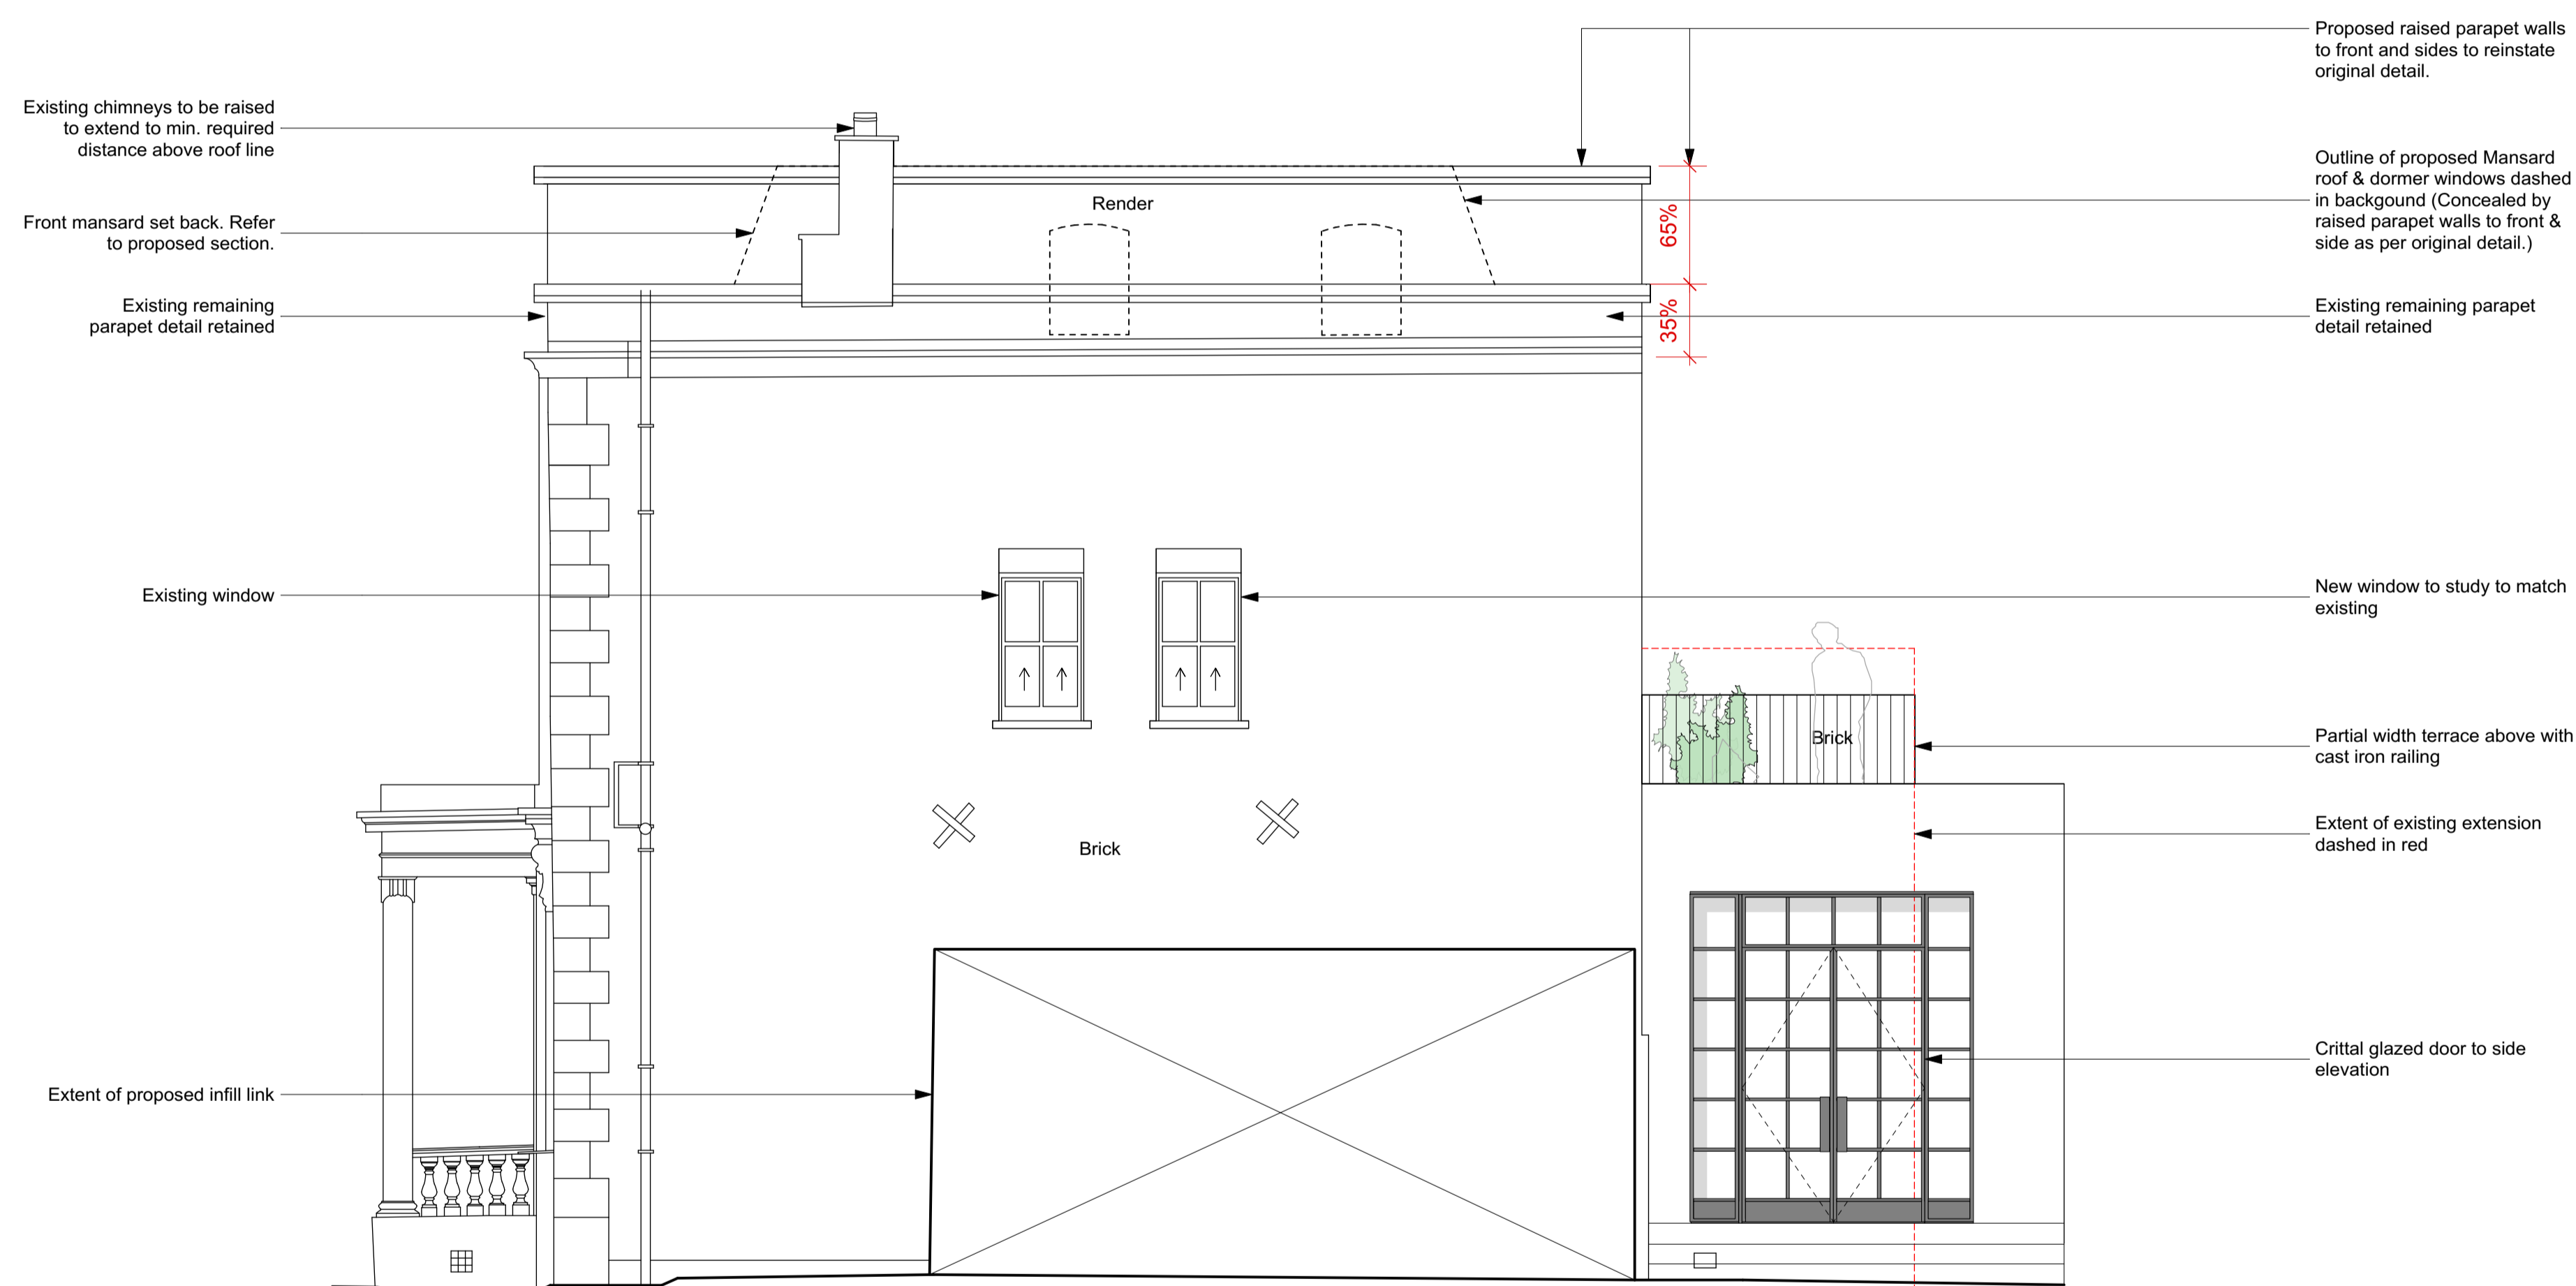 Existing chimneys to be raised
to extend to min. required
distance above roof line
Front mansard set back. Refer
to proposed section.
Existing remaining
parapet detail retained
Existing window
Extent of proposed infill link
Render
Brick
65%
35%
Brick
Proposed raised parapet walls
to front and sides to reinstate
original detail.
Outline of proposed Mansard
roof & dormer windows dashed
in backgound (Concealed by
raised parapet walls to front &
side as per original detail.)
Existing remaining parapet
detail retained
New window to study to match
existing
Partial width terrace above with
cast iron railing
Extent of existing extension
dashed in red
Crittal glazed door to side
elevation